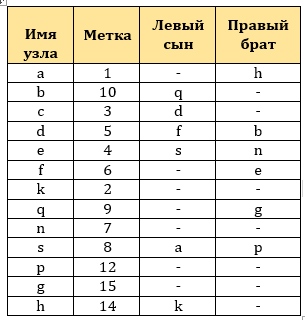 Имя узла Метка Левый сын Правый брат
a 1 - h
b 10 q -
c 3 d -
d 5 f b
e 4 s n
f 6 - e
k 2 - -
q 9 - g
n 7 - -
s 8 a p
p 12 - -
g 15 - -
h 14 k -